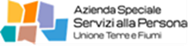 Azienda Speciale
Servizi alla Persona
Unione Terre e Fiumi